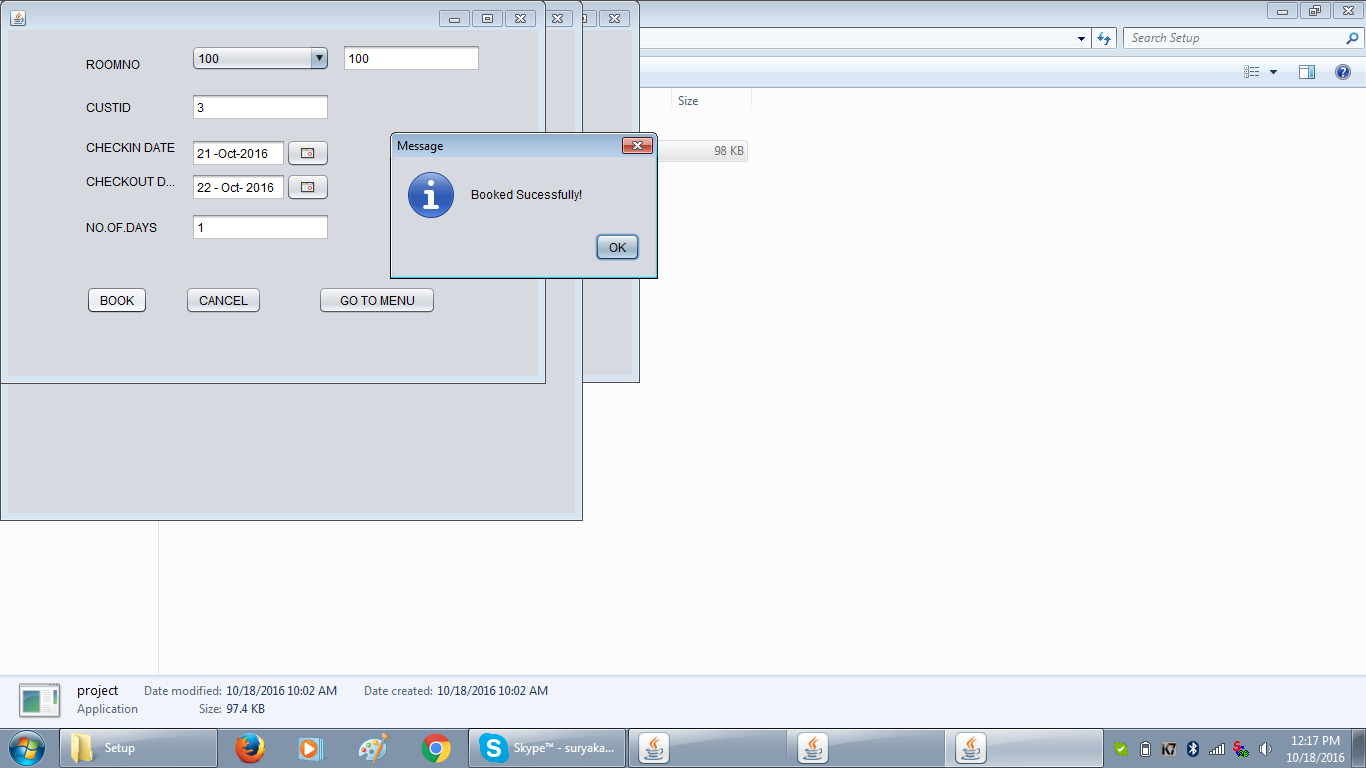 ROOMNO 100 100
CUSTID 3
CHECKIN DATE 21 -Oct-2016
CHECKOUT D... 22 - Oct- 2016
NO.OF.DAYS 1
BOOK CANCEL GO TO MENU
Message
Booked Sucessfully!
OK
Search Setup
Size
98 KB
project Date modified: 10/18/2016 10:02 AM Date created: 10/18/2016 10:02 AM
Application Size: 97.4 KB
Setup
Skype™ - suryaka...
K7
12:17 PM
10/18/2016